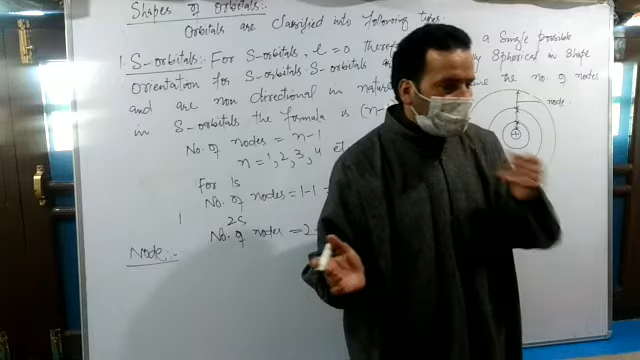 Shapes of Orbitals:-
Orbitals are classified into following types.
1. S-orbitals:- For S-orbitals, l=0 a single possible
orientation for S-orbitals S-orbitals Spherical in Shape
and are non directional in nature the no. of nodes
in S-orbitals the formula is (n- node.
No. of nodes = n-1
n = 1, 2, 3, 4
For 1s
No. of nodes = 1-1 =
1 2s
No. of nodes = 2-
Node:-